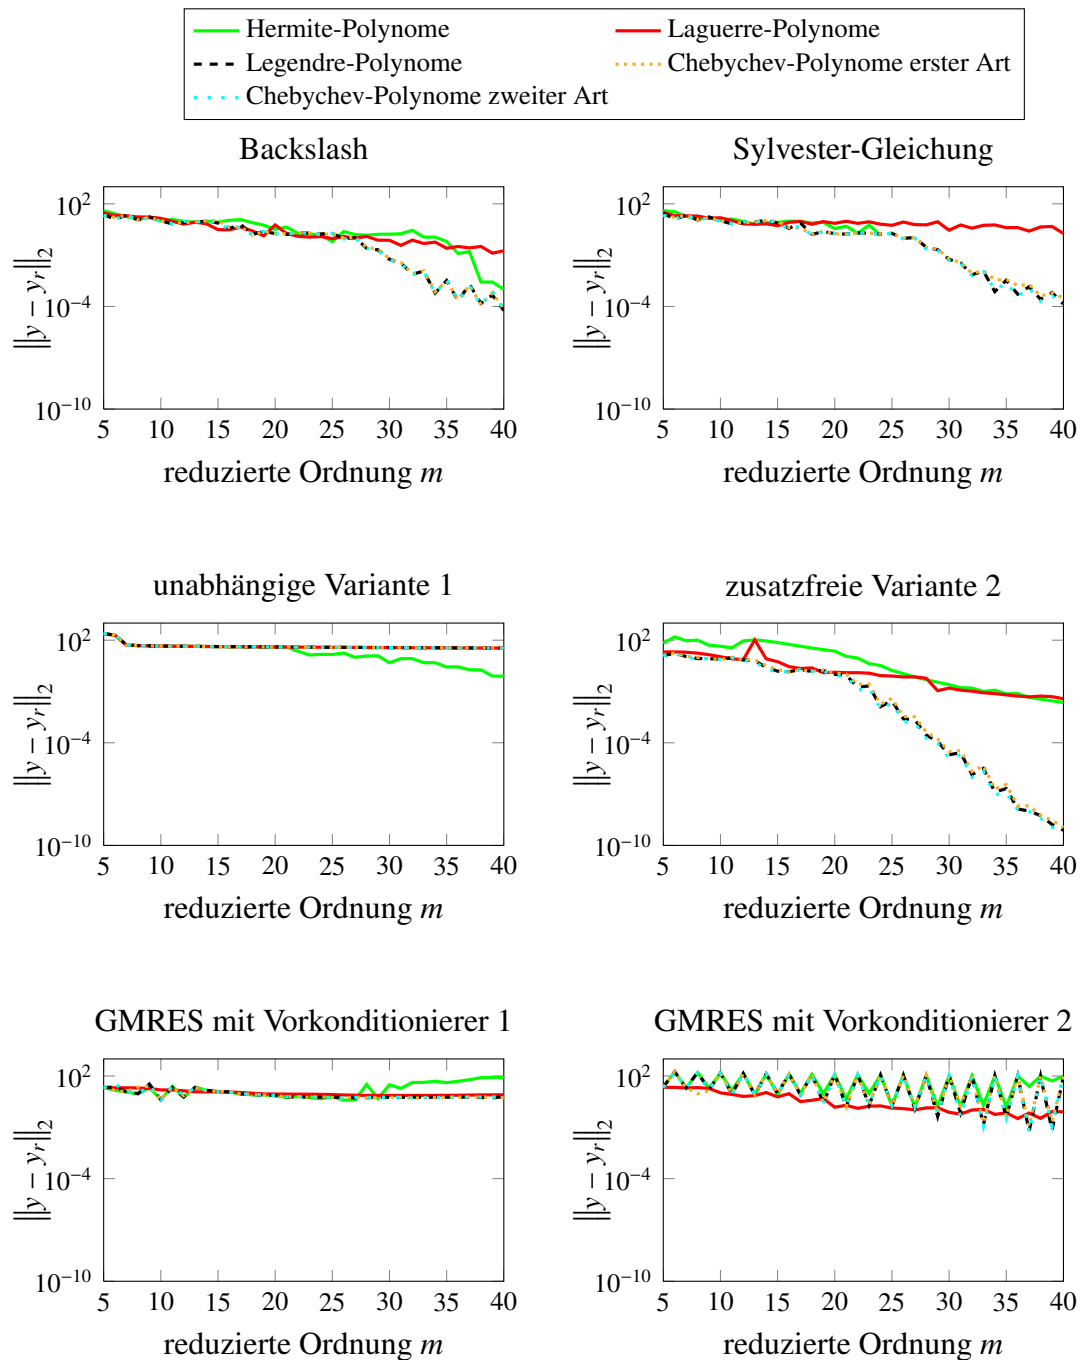 Hermite-Polynome Laguerre-Polynome
Legendre-Polynome Chebychev-Polynome erster Art
Chebychev-Polynome zweiter Art
Backslash
10^2
10^−4
10^−10
‖y − y_r‖_2
5 10 15 20 25 30 35 40
reduzierte Ordnung m
Sylvester-Gleichung
10^2
10^−4
10^−10
‖y − y_r‖_2
5 10 15 20 25 30 35 40
reduzierte Ordnung m
unabhängige Variante 1
10^2
10^−4
10^−10
‖y − y_r‖_2
5 10 15 20 25 30 35 40
reduzierte Ordnung m
zusatzfreie Variante 2
10^2
10^−4
10^−10
‖y − y_r‖_2
5 10 15 20 25 30 35 40
reduzierte Ordnung m
GMRES mit Vorkonditionierer 1
10^2
10^−4
10^−10
‖y − y_r‖_2
5 10 15 20 25 30 35 40
reduzierte Ordnung m
GMRES mit Vorkonditionierer 2
10^2
10^−4
10^−10
‖y − y_r‖_2
5 10 15 20 25 30 35 40
reduzierte Ordnung m